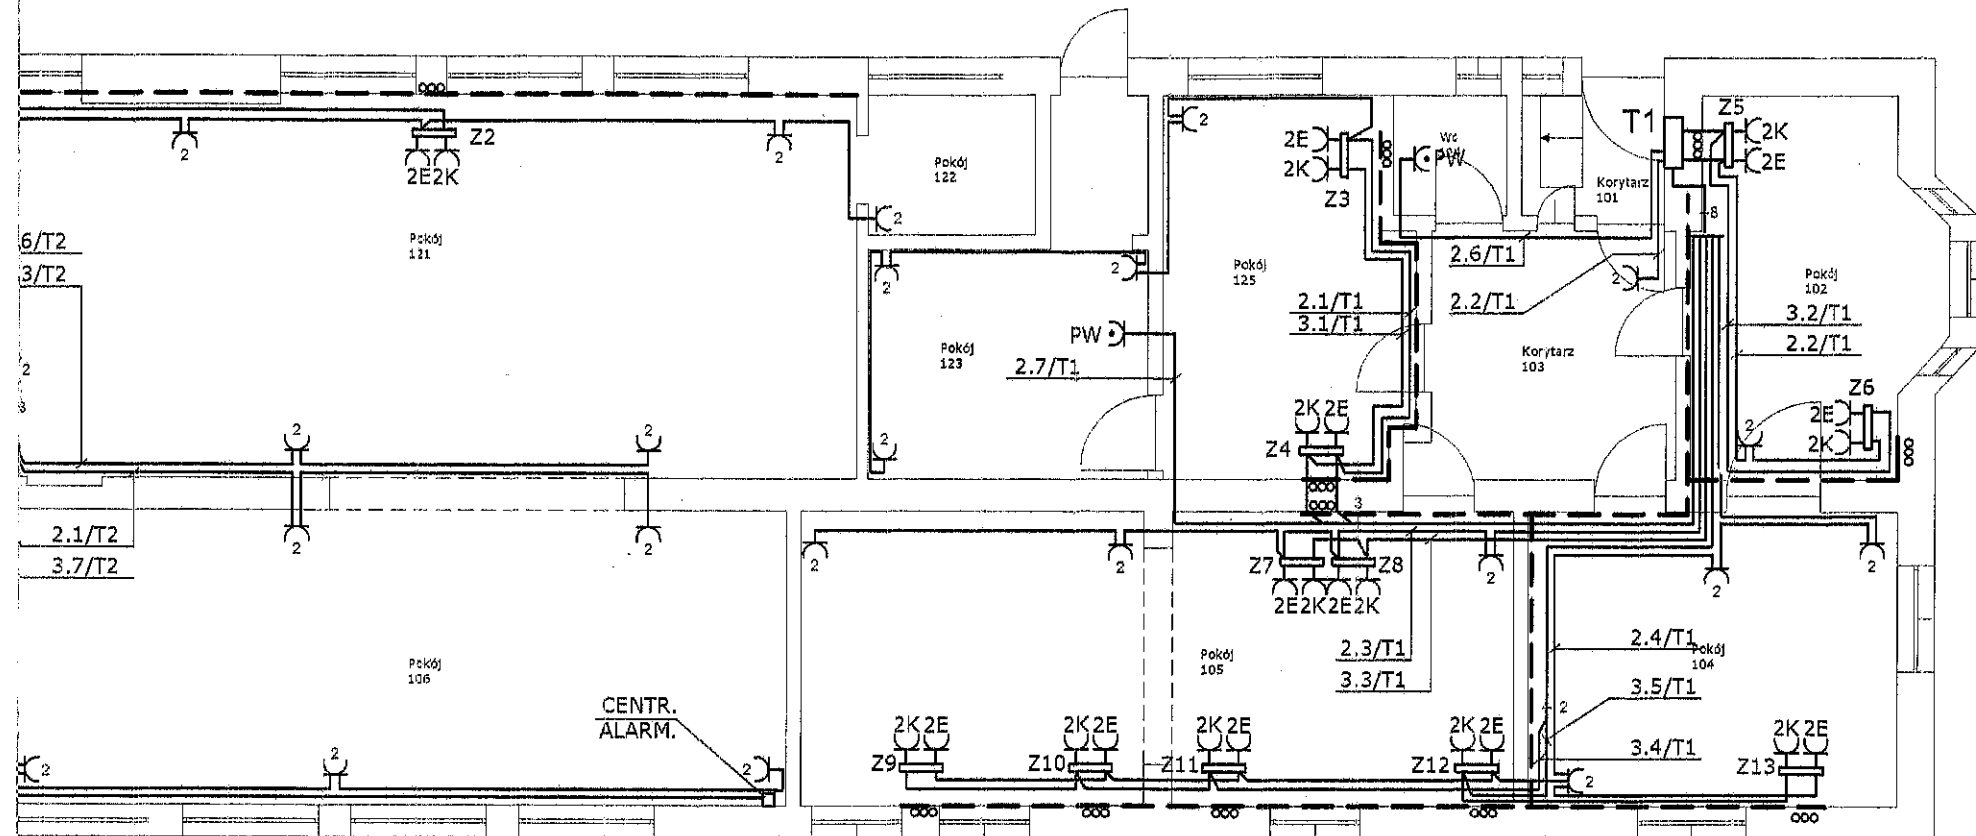 Z2
2
2
2E2K
Pokój
122
2
Pokój
121
6/T2
3/T2
2
2
2
2.1/T2
3.7/T2
2
2
Pokój
106
CENTR.
ALARM.
2
2
2
2
2
2
Pokój
123
PW
2.7/T1
2
2
2E
2K
Z3
Wc
PW
Pokój
125
2.1/T1
3.1/T1
2K 2E
Z4
T1
Z5
2K
2E
Korytarz
101
8
2.6/T1
2.2/T1
2
Korytarz
103
Pokój
102
3.2/T1
2.2/T1
Z6
2E
2K
2
3
2
2
Z7
Z8
2E2K2E2K
2
2
2
2.3/T1
3.3/T1
Pokój
105
2.4/T1
Pokój
104
3.5/T1
2
3.4/T1
2K 2E
Z9
2K 2E
Z10
2K 2E
Z11
2K 2E
Z12
2
2K 2E
Z13